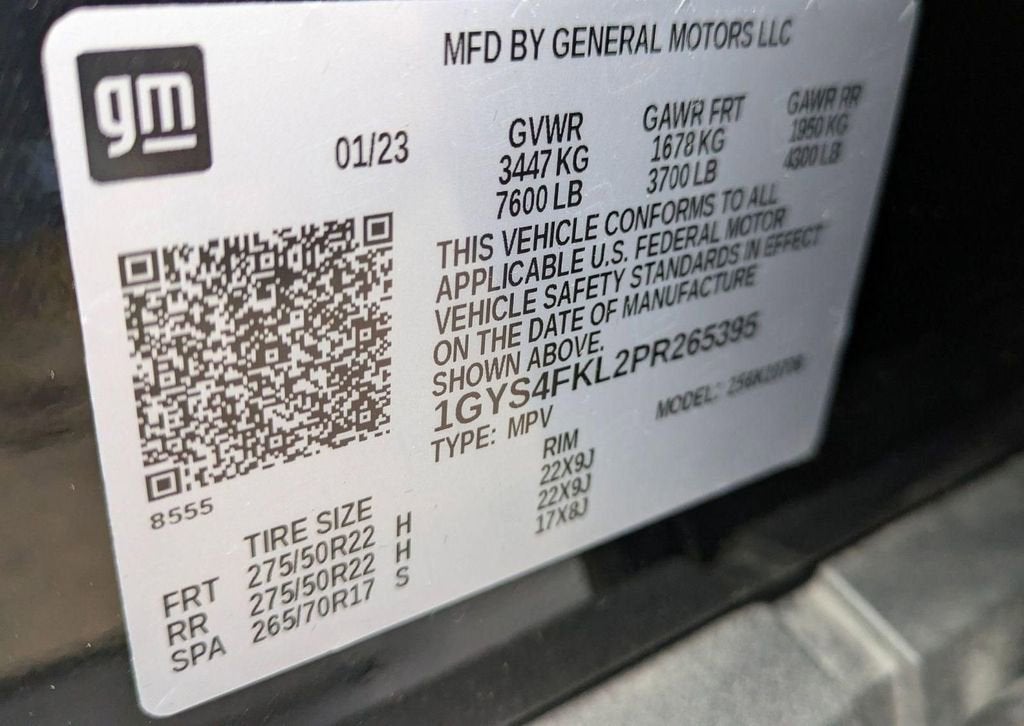 gm
MFD BY GENERAL MOTORS LLC
01/23
GVWR GAWR FRT GAWR RR
3447 KG 1678 KG 1950 KG
7600 LB 3700 LB 4300 LB
THIS VEHICLE CONFORMS TO ALL
APPLICABLE U.S. FEDERAL MOTOR
VEHICLE SAFETY STANDARDS IN EFFECT
ON THE DATE OF MANUFACTURE
SHOWN ABOVE.
1GYS4FKL2PR265395
TYPE: MPV MODEL:
8555
TIRE SIZE RIM
FRT 275/50R22 H 22X9J
RR 275/50R22 H 22X9J
SPA 265/70R17 S 17X8J